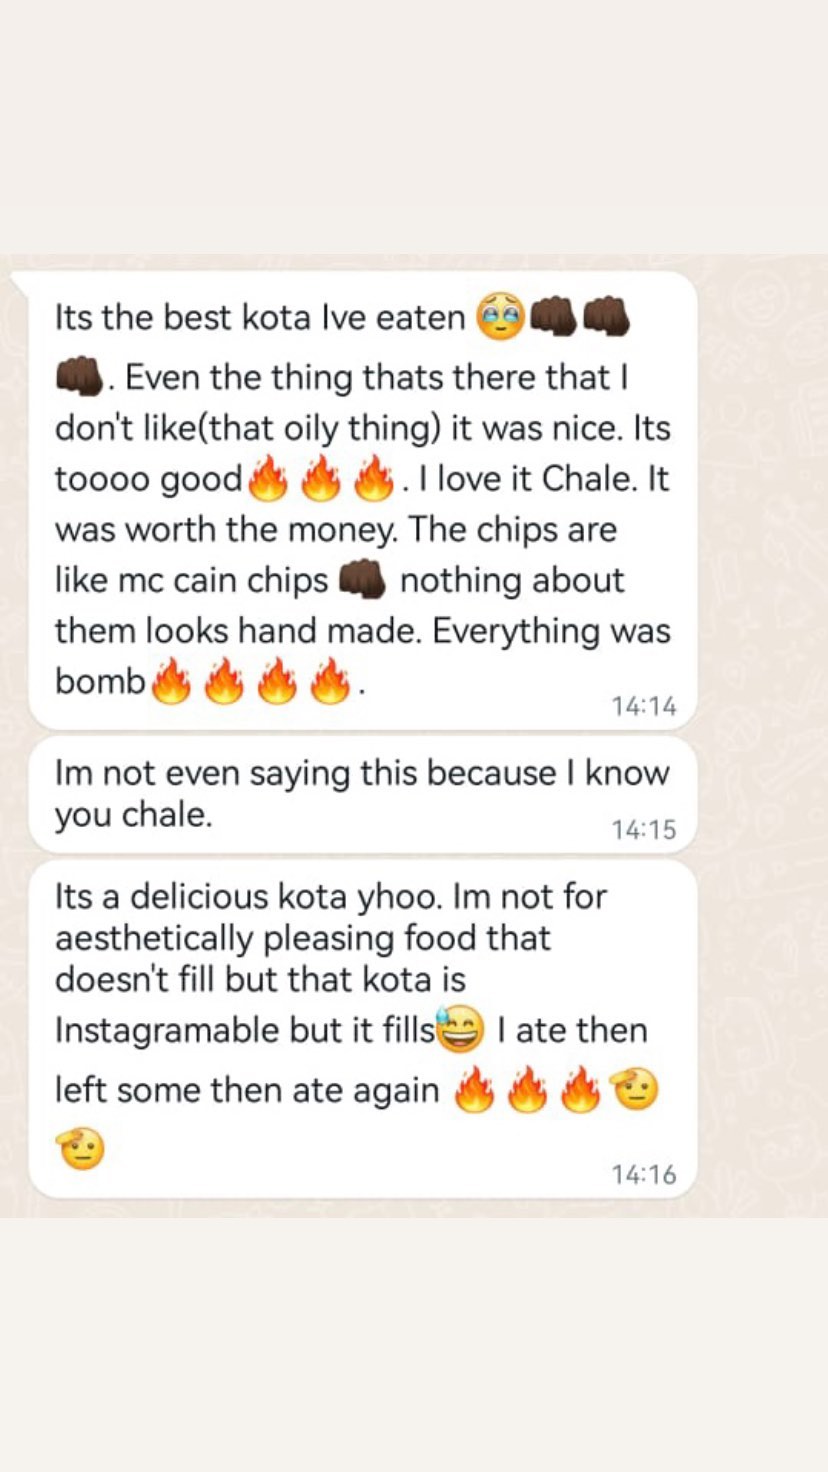 Its the best kota Ive eaten 🥹👊🏿👊🏿
👊🏿. Even the thing thats there that I
don't like(that oily thing) it was nice. Its
toooo good🔥🔥🔥. I love it Chale. It
was worth the money. The chips are
like mc cain chips 👊🏿 nothing about
them looks hand made. Everything was
bomb🔥🔥🔥🔥.
14:14
Im not even saying this because I know
you chale.
14:15
Its a delicious kota yhoo. Im not for
aesthetically pleasing food that
doesn't fill but that kota is
Instagramable but it fills😅 I ate then
left some then ate again 🔥🔥🔥🫡
🫡
14:16